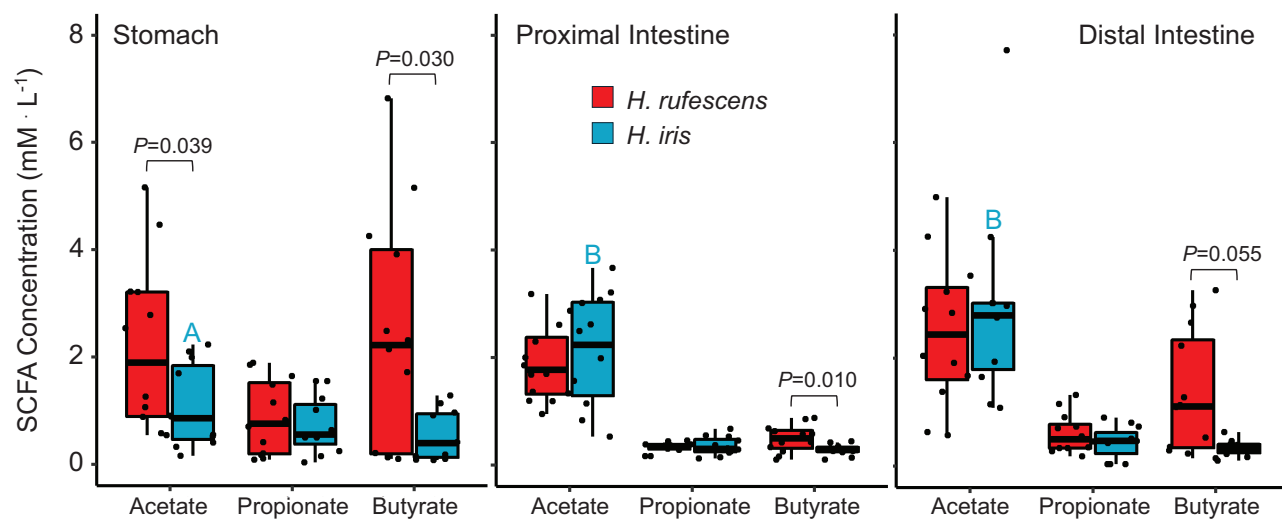 SCFA Concentration (mM · L⁻¹)
8
6
4
2
0
Stomach
P=0.039
P=0.030
A
Acetate
Propionate
Butyrate
Proximal Intestine
H. rufescens
H. iris
B
P=0.010
Acetate
Propionate
Butyrate
Distal Intestine
B
P=0.055
Acetate
Propionate
Butyrate